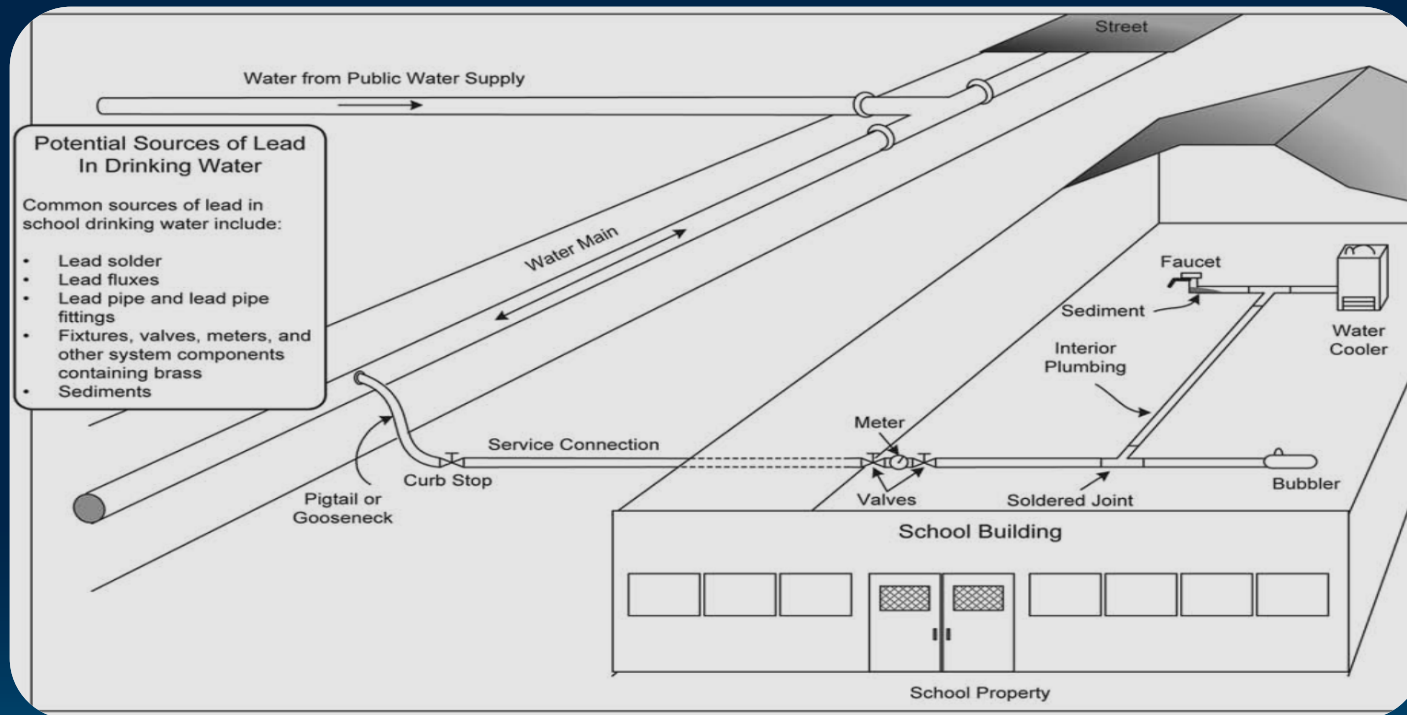 Street
Water from Public Water Supply
Potential Sources of Lead
In Drinking Water
Common sources of lead in
school drinking water include:
• Lead solder
• Lead fluxes
• Lead pipe and lead pipe
fittings
• Fixtures, valves, meters, and
other system components
containing brass
• Sediments
Water Main
Faucet
Sediment
Water
Cooler
Interior
Plumbing
Meter
Service Connection
Curb Stop
Pigtail or
Gooseneck
Valves
Soldered Joint
Bubbler
School Building
School Property